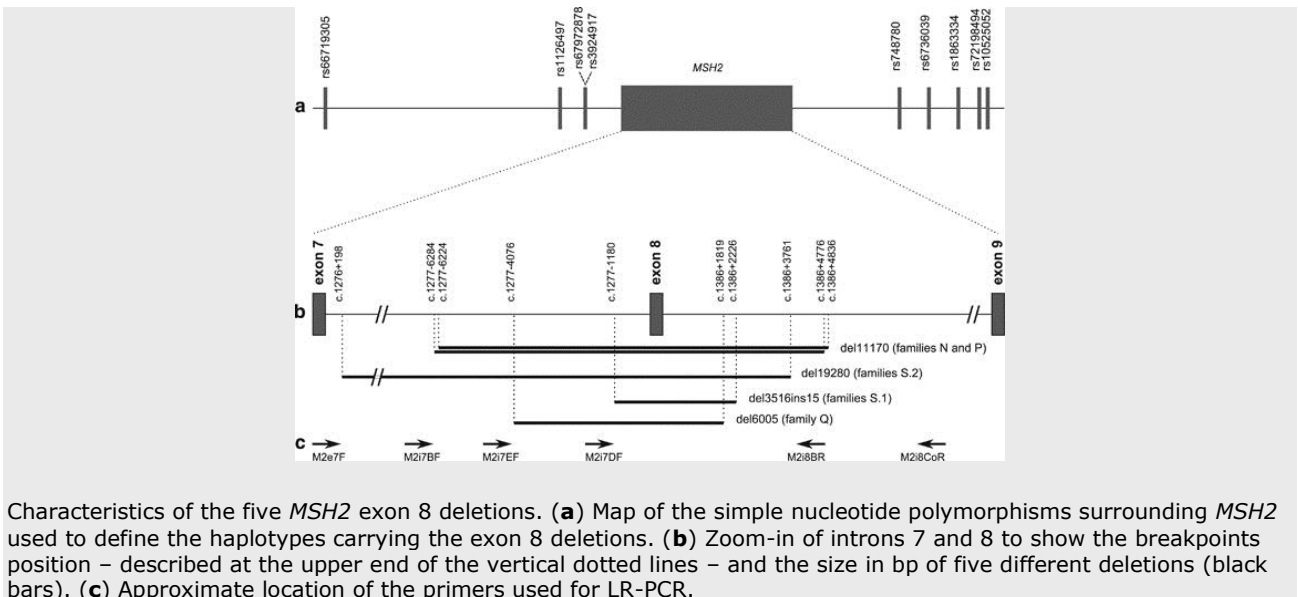 rs66719305
rs1126497
rs67972878
rs3924917
MSH2
rs748780
rs6736039
rs1863334
rs72198494
rs10525052
a
exon 7
c.1276+198
c.1277-6284
c.1277-6224
c.1277-4076
c.1277-1180
exon 8
c.1386+1819
c.1386+2226
c.1386+3761
c.1386+4776
c.1386+4836
exon 9
b
del11170 (families N and P)
del19280 (families S.2)
del3516ins15 (families S.1)
del6005 (family Q)
c
M2e7F
M2i7BF
M2i7EF
M2i7DF
M2i8BR
M2i8CoR
Characteristics of the five MSH2 exon 8 deletions. (a) Map of the simple nucleotide polymorphisms surrounding MSH2
used to define the haplotypes carrying the exon 8 deletions. (b) Zoom-in of introns 7 and 8 to show the breakpoints
position – described at the upper end of the vertical dotted lines – and the size in bp of five different deletions (black
bars). (c) Approximate location of the primers used for LR-PCR.